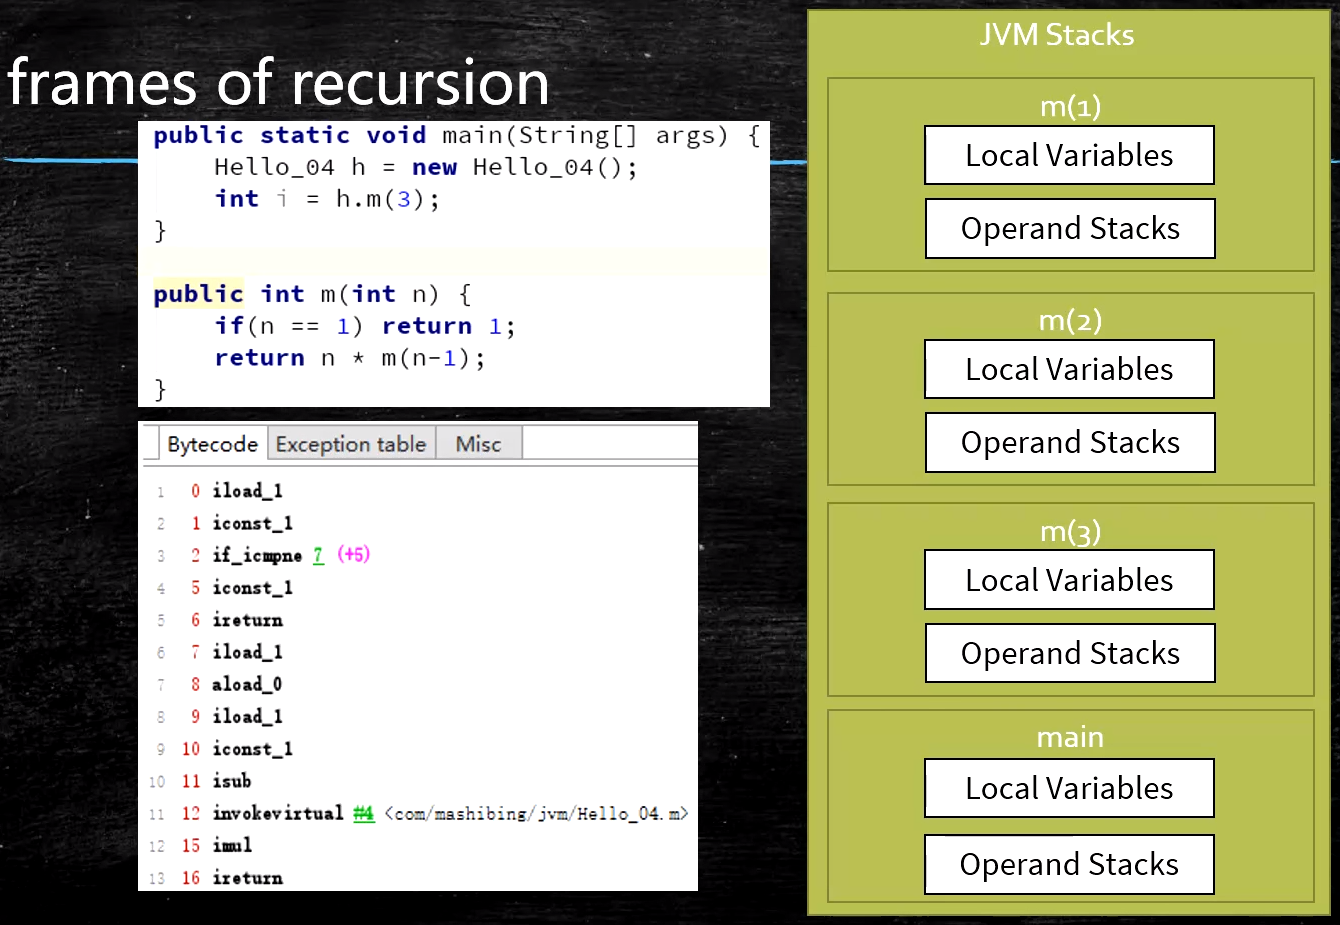 frames of recursion
public static void main(String[] args) {
Hello_04 h = new Hello_04();
int i = h.m(3);
}
public int m(int n) {
if(n == 1) return 1;
return n * m(n-1);
}
Bytecode Exception table Misc
1 0 iload_1
2 1 iconst_1
3 2 if_icmpne 7 (+5)
4 5 iconst_1
5 6 ireturn
6 7 iload_1
7 8 aload_0
8 9 iload_1
9 10 iconst_1
10 11 isub
11 12 invokevirtual #4 <com/mashibing/jvm/Hello_04.m>
12 15 imul
13 16 ireturn
JVM Stacks
m(1)
Local Variables
Operand Stacks
m(2)
Local Variables
Operand Stacks
m(3)
Local Variables
Operand Stacks
main
Local Variables
Operand Stacks